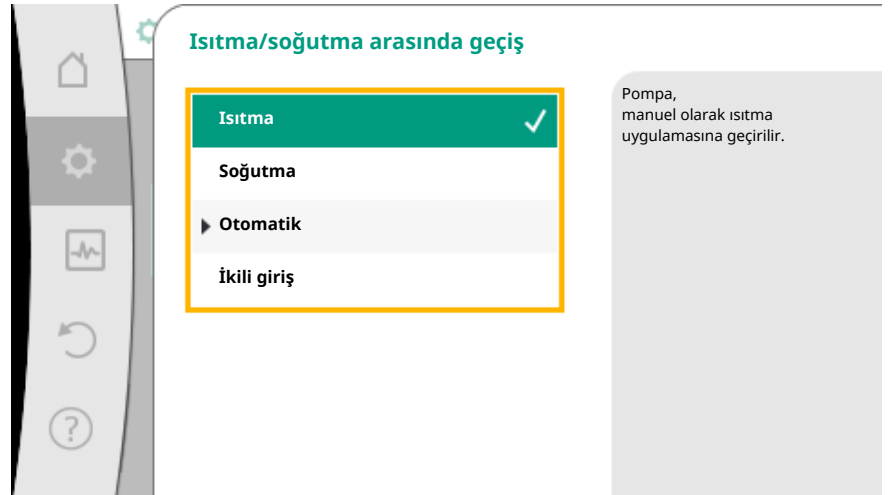 Isıtma/soğutma arasında geçiş
Isıtma
Soğutma
Otomatik
İkili giriş
Pompa,
manuel olarak ısıtma
uygulamasına geçirilir.